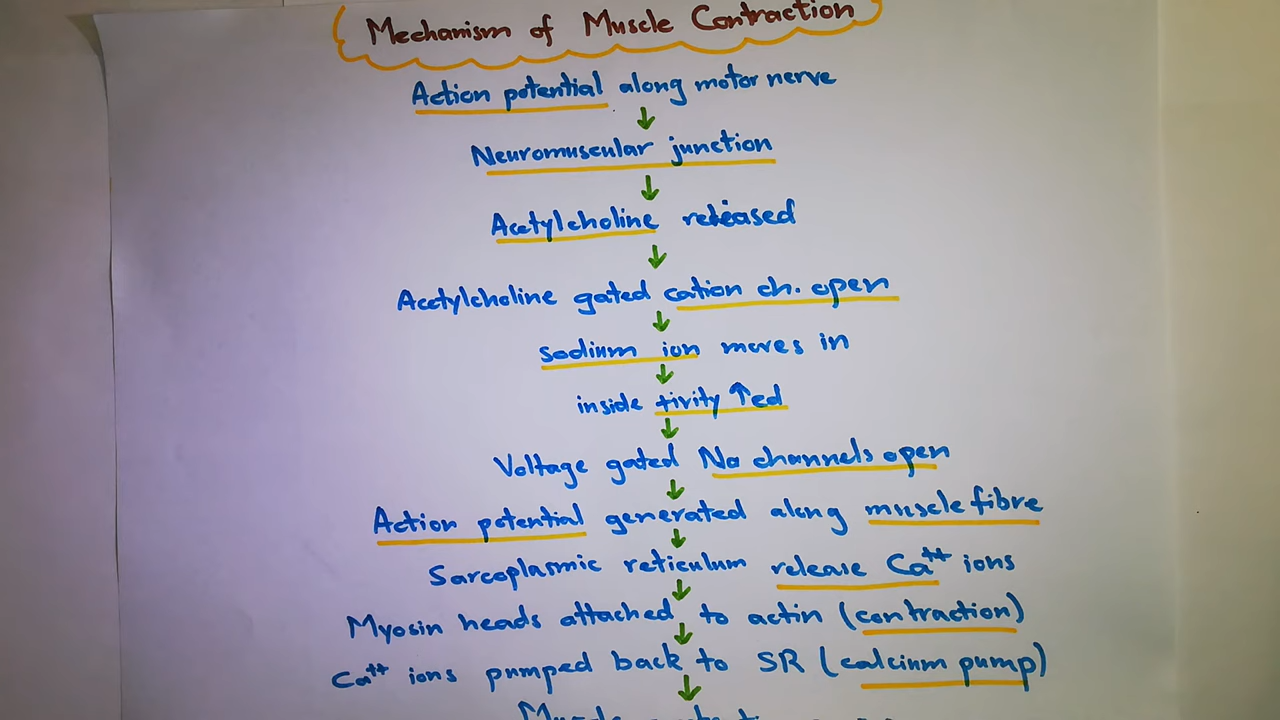 Mechanism of Muscle Contraction
Action potential along motor nerve
↓
Neuromuscular junction
↓
Acetylcholine released
↓
Acetylcholine gated cation ch. open
↓
Sodium ion moves in
↓
inside tivity ↑ed
↓
Voltage gated Na channels open
↓
Action potential generated along muscle fibre
↓
Sarcoplasmic reticulum release Ca⁺⁺ ions
↓
Myosin heads attached to actin (contraction)
↓
Ca⁺⁺ ions pumped back to SR (calcium pump)
↓
Muscle